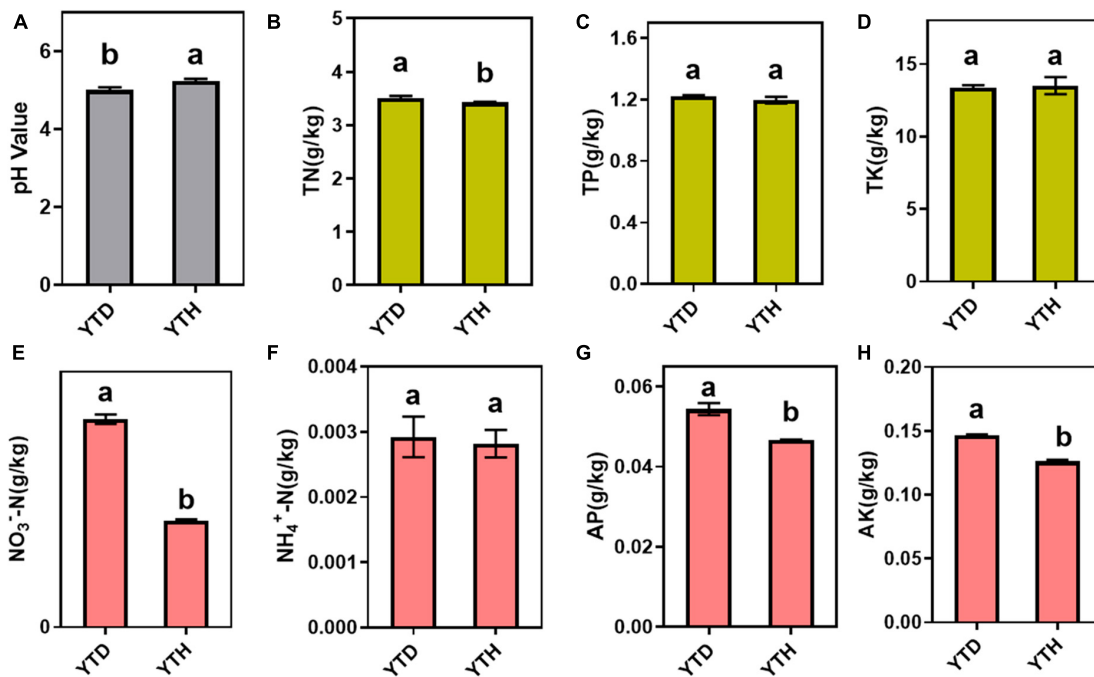 A
pH Value
6
4
2
0
b
a
YTD
YTH
B
TN(g/kg)
5
4
3
2
1
0
a
b
YTD
YTH
C
TP(g/kg)
1.6
1.2
0.8
0.4
0.0
a
a
YTD
YTH
D
TK(g/kg)
15
10
5
0
a
a
YTD
YTH
E
NO₃⁻-N(g/kg)
0
a
b
YTD
YTH
F
NH₄⁺-N(g/kg)
0.004
0.003
0.002
0.001
0.000
a
a
YTD
YTH
G
AP(g/kg)
0.06
0.04
0.02
0.00
a
b
YTD
YTH
H
AK(g/kg)
0.20
0.15
0.10
0.05
0.00
a
b
YTD
YTH